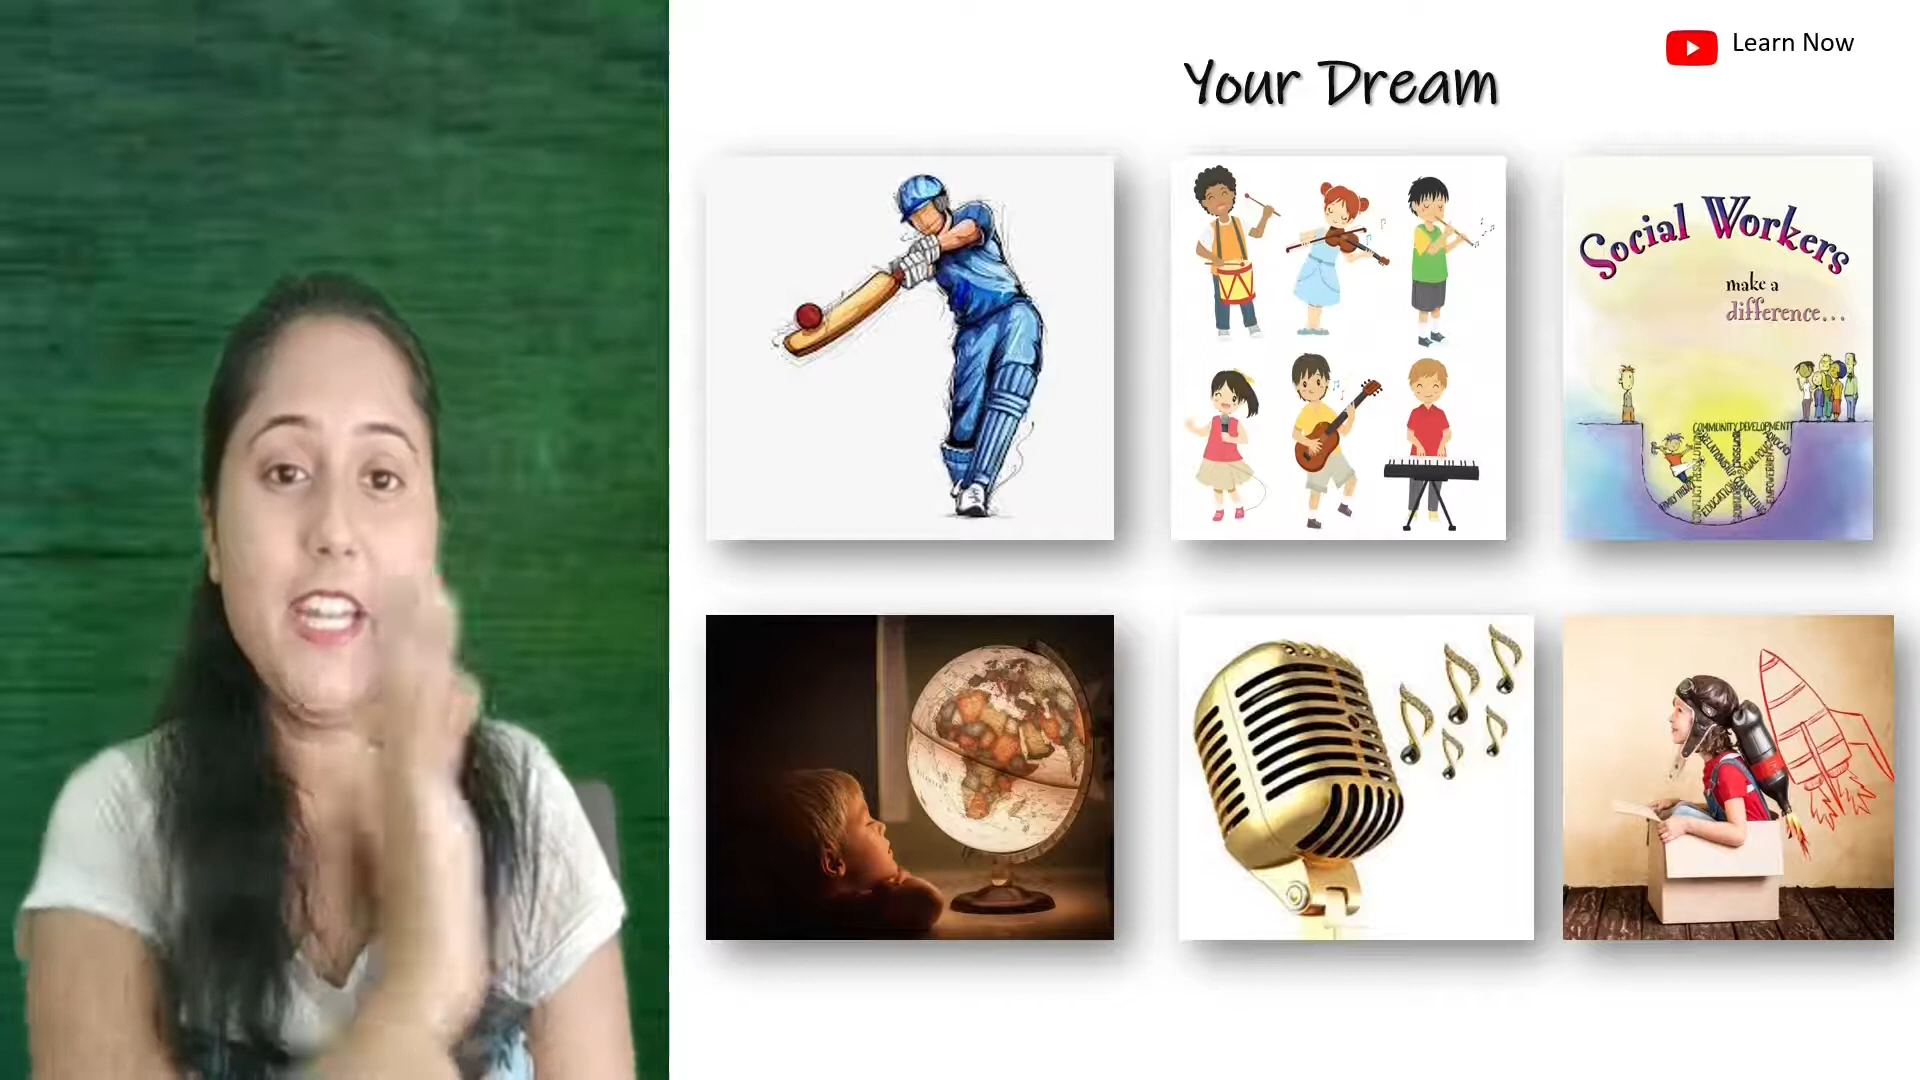 Learn Now
Your Dream
Social Workers
make a
difference...
COMMUNITY DEVELOPMENT